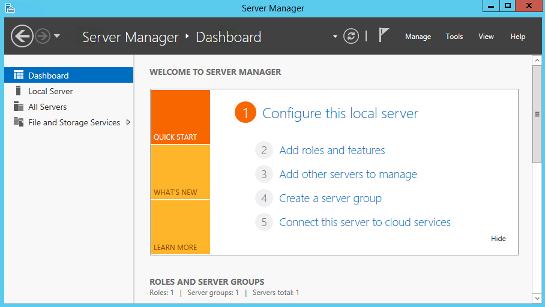 Server Manager
Server Manager ‣ Dashboard
Manage Tools View Help
Dashboard
Local Server
All Servers
File and Storage Services
WELCOME TO SERVER MANAGER
QUICK START
WHAT'S NEW
LEARN MORE
1 Configure this local server
2 Add roles and features
3 Add other servers to manage
4 Create a server group
5 Connect this server to cloud services
Hide
ROLES AND SERVER GROUPS
Roles: 1 | Server groups: 1 | Servers total: 1